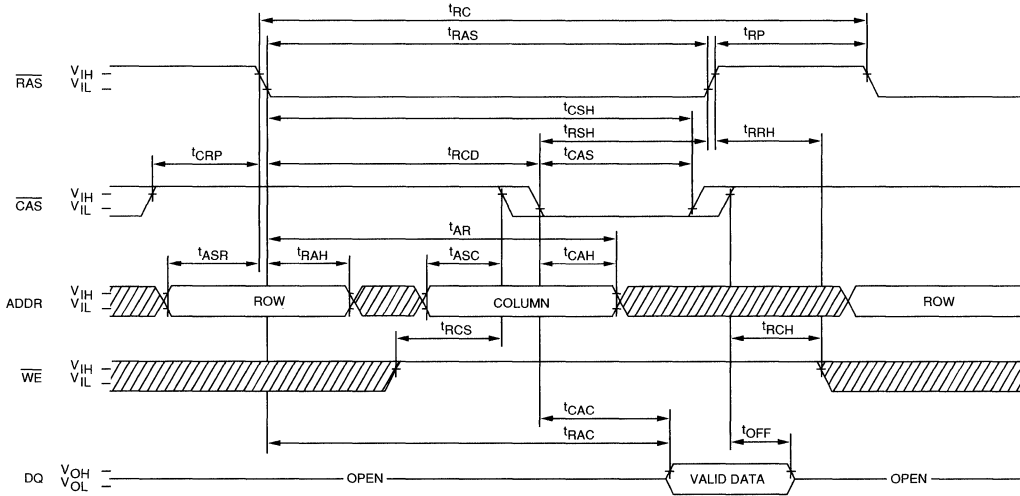 tRC
tRAS
tRP
RAS
VIH
VIL
tCSH
tRSH
tRRH
tCRP
tRCD
tCAS
CAS
VIH
VIL
tAR
tASR
tRAH
tASC
tCAH
ADDR
VIH
VIL
ROW
COLUMN
ROW
tRCS
tRCH
WE
VIH
VIL
tCAC
tRAC
tOFF
DQ
VOH
VOL
OPEN
VALID DATA
OPEN